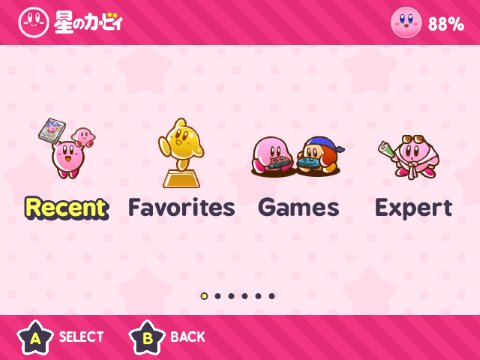 星のカービィ
88%
Recent
Favorites
Games
Expert
A SELECT
B BACK